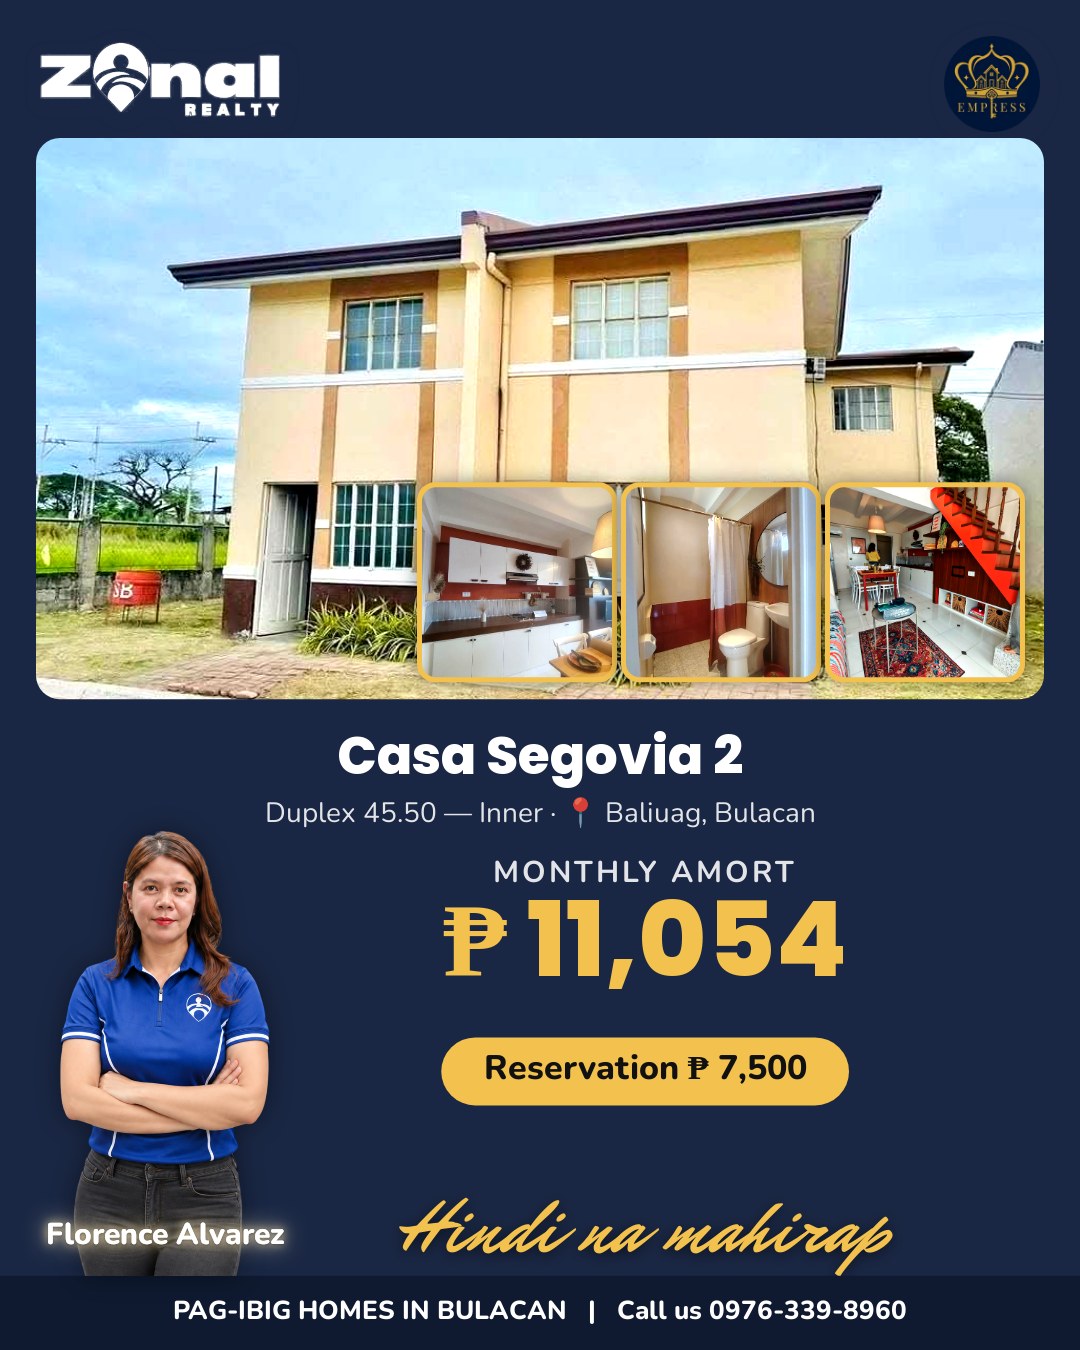 Zonal
REALTY
EMPRESS
SB
Casa Segovia 2
Duplex 45.50 — Inner · 📍 Baliuag, Bulacan
MONTHLY AMORT
₱ 11,054
Reservation ₱ 7,500
Florence Alvarez
Hindi na mahirap
PAG-IBIG HOMES IN BULACAN | Call us 0976-339-8960